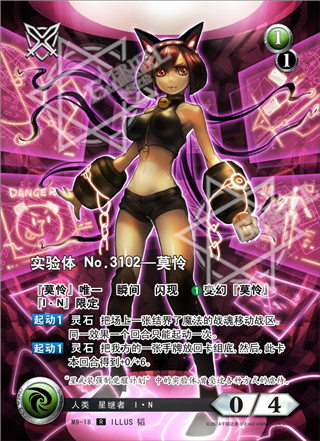 1
1
DANGER
实验体 No.3102—莫怜
『莫怜』唯一 瞬间 闪现 1 变幻『莫怜』
『I·N』限定
起动1 灵石 把场上一张结界了魔法的战魂移动战区.
同一效果一个回合只能起动一次.
起动1 灵石 把我方的一张手牌放回卡组底,然后,此卡
本回合得到+0/+6.
人类 星继者 I·N
0/4
M9-18 R ILLUS 韬